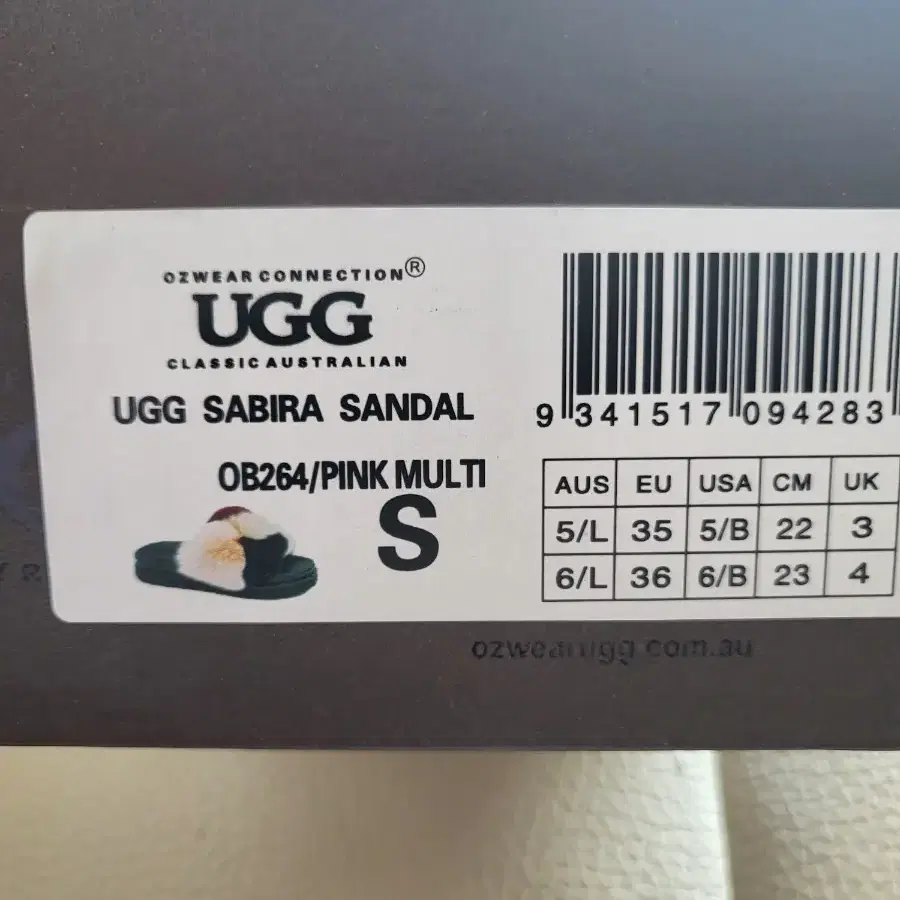 OZWEAR CONNECTION®
UGG
CLASSIC AUSTRALIAN
UGG SABIRA SANDAL
OB264/PINK MULTI
S
9 341517 094283
AUS EU USA CM UK
5/L 35 5/B 22 3
6/L 36 6/B 23 4
ozwearugg.com.au